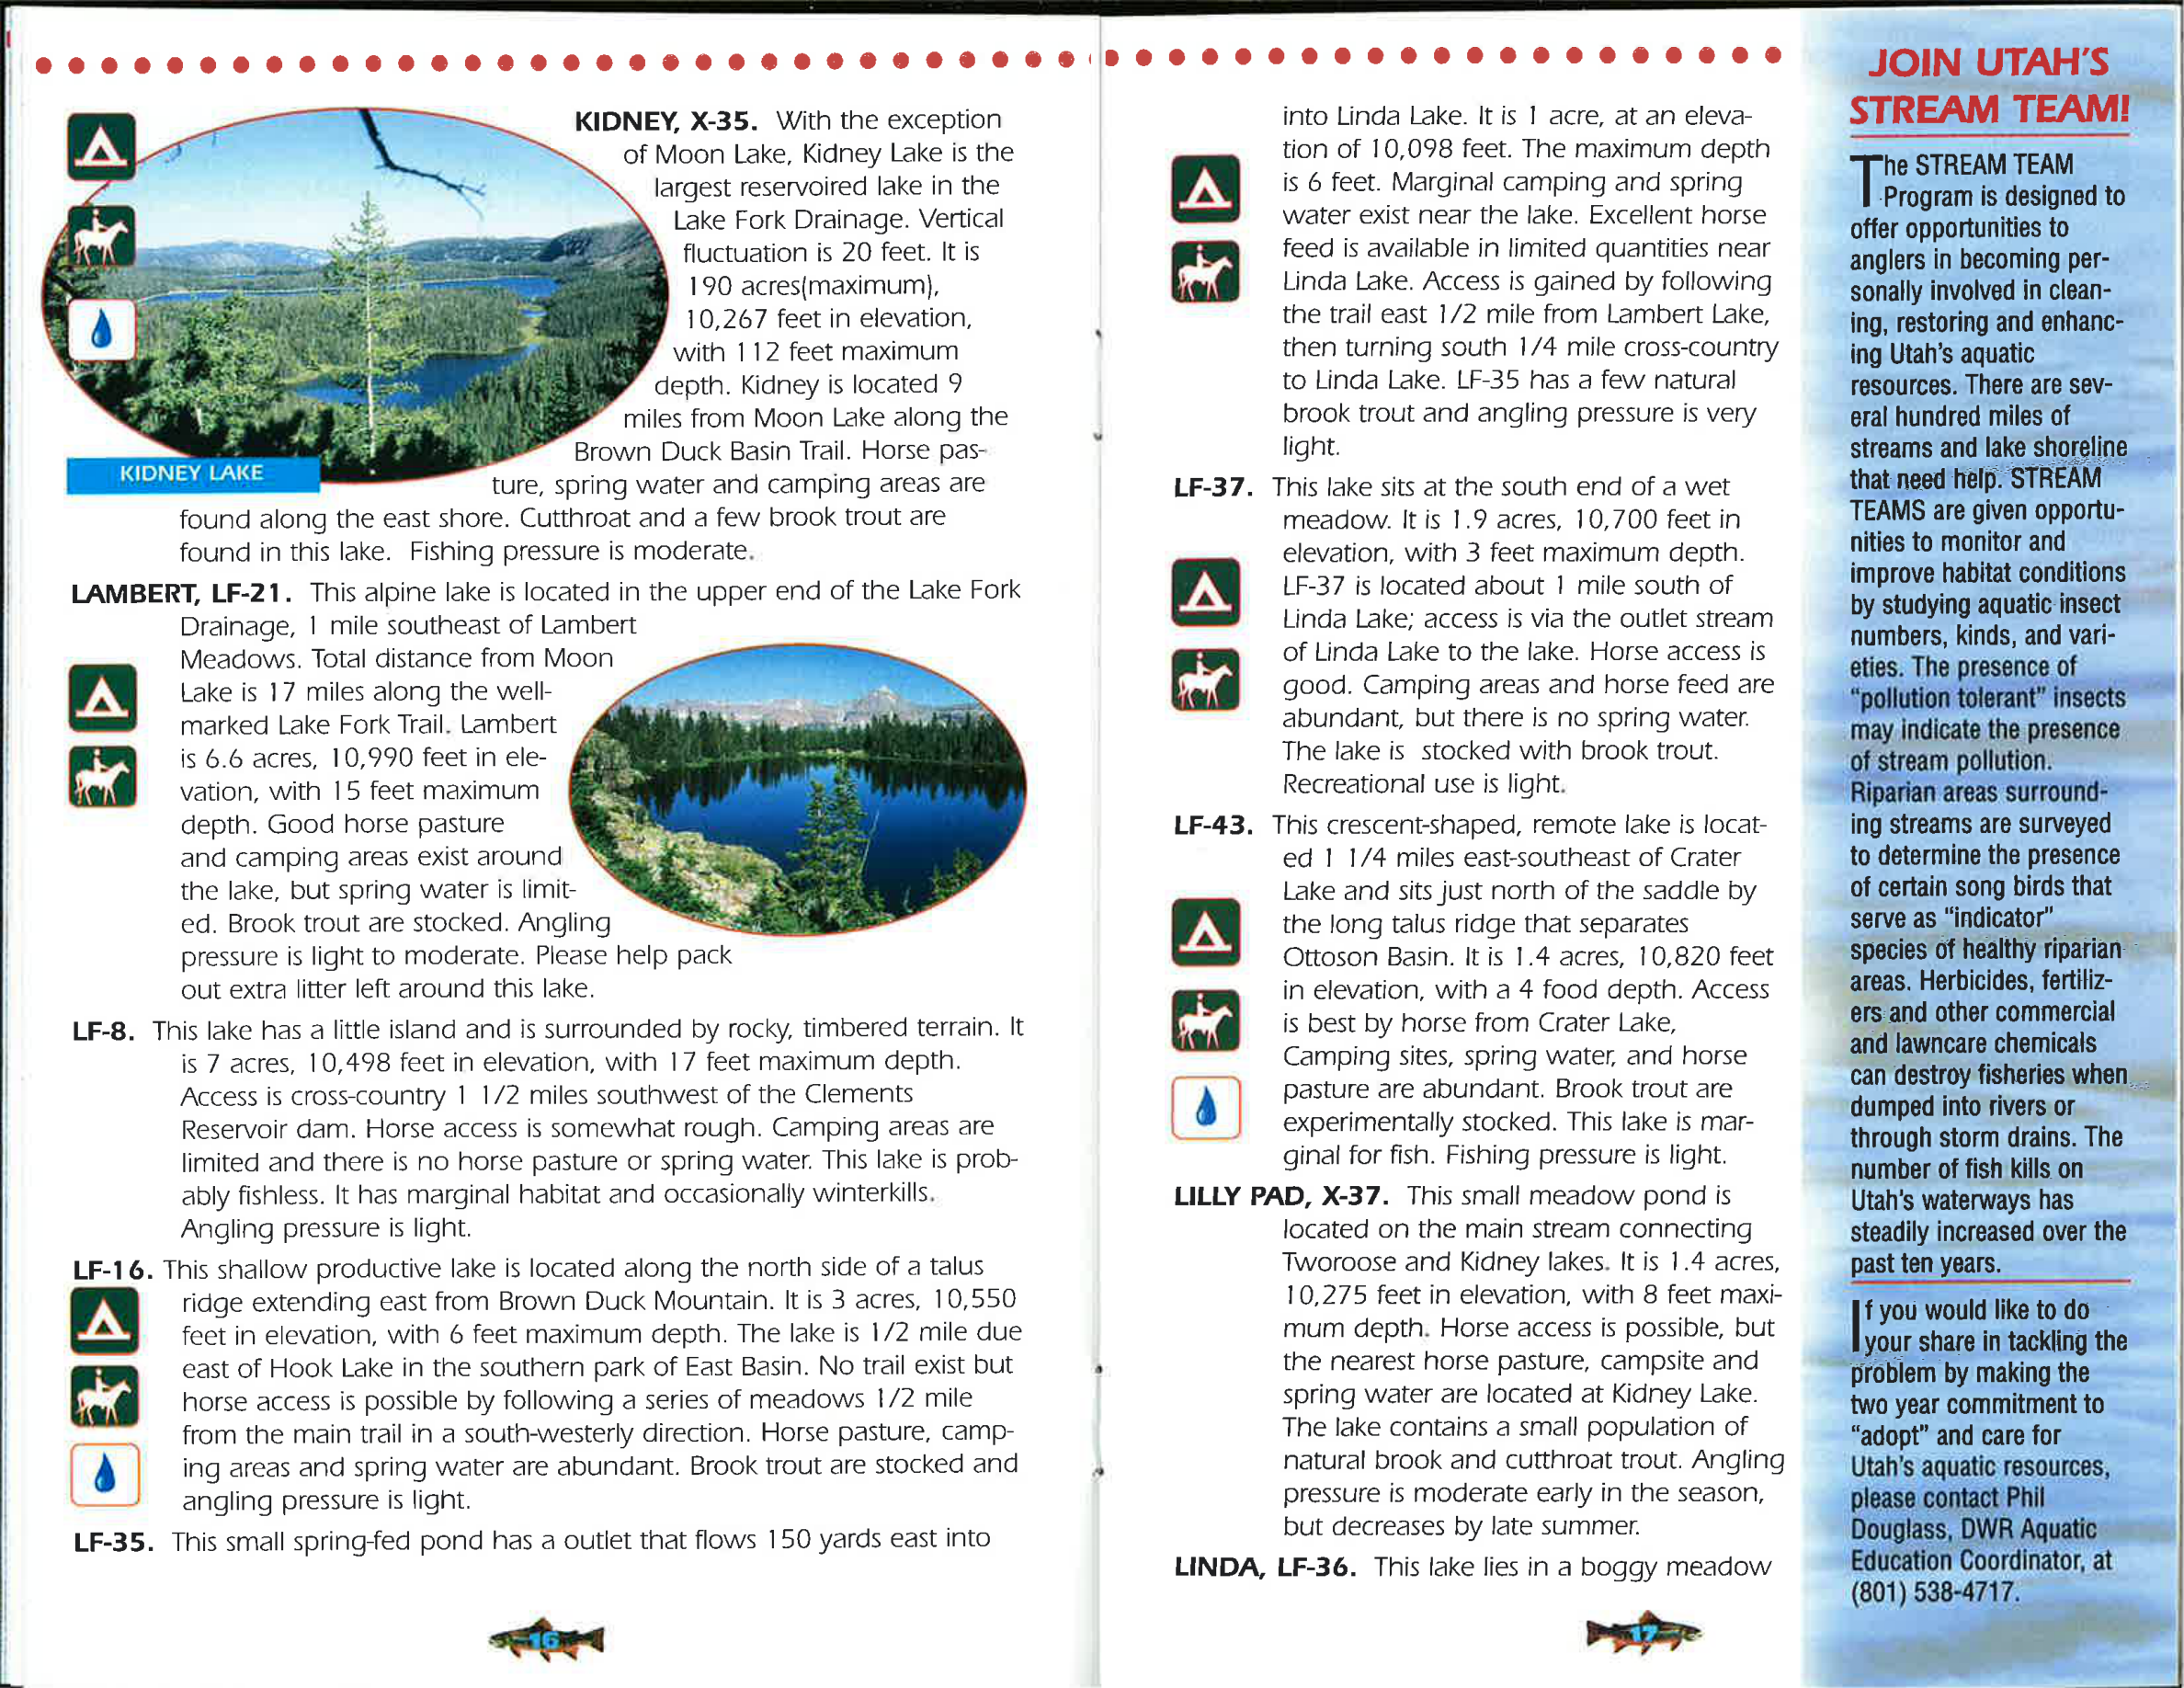 KIDNEY, X-35. With the exception
of Moon Lake, Kidney Lake is the
largest reservoired lake in the
Lake Fork Drainage. Vertical
fluctuation is 20 feet. It is
190 acres(maximum),
10,267 feet in elevation,
with 112 feet maximum
depth. Kidney is located 9
miles from Moon Lake along the
Brown Duck Basin Trail. Horse pas-
ture, spring water and camping areas are
found along the east shore. Cutthroat and a few brook trout are
found in this lake. Fishing pressure is moderate.
KIDNEY LAKE
LAMBERT, LF-21. This alpine lake is located in the upper end of the Lake Fork
Drainage, 1 mile southeast of Lambert
Meadows. Total distance from Moon
Lake is 17 miles along the well-
marked Lake Fork Trail. Lambert
is 6.6 acres, 10,990 feet in ele-
vation, with 15 feet maximum
depth. Good horse pasture
and camping areas exist around
the lake, but spring water is limit-
ed. Brook trout are stocked. Angling
pressure is light to moderate. Please help pack
out extra litter left around this lake.
LF-8. This lake has a little island and is surrounded by rocky, timbered terrain. It
is 7 acres, 10,498 feet in elevation, with 17 feet maximum depth.
Access is cross-country 1 1/2 miles southwest of the Clements
Reservoir dam. Horse access is somewhat rough. Camping areas are
limited and there is no horse pasture or spring water. This lake is prob-
ably fishless. It has marginal habitat and occasionally winterkills.
Angling pressure is light.
LF-16. This shallow productive lake is located along the north side of a talus
ridge extending east from Brown Duck Mountain. It is 3 acres, 10,550
feet in elevation, with 6 feet maximum depth. The lake is 1/2 mile due
east of Hook Lake in the southern park of East Basin. No trail exist but
horse access is possible by following a series of meadows 1/2 mile
from the main trail in a south-westerly direction. Horse pasture, camp-
ing areas and spring water are abundant. Brook trout are stocked and
angling pressure is light.
LF-35. This small spring-fed pond has a outlet that flows 150 yards east into
16
into Linda Lake. It is 1 acre, at an eleva-
tion of 10,098 feet. The maximum depth
is 6 feet. Marginal camping and spring
water exist near the lake. Excellent horse
feed is available in limited quantities near
Linda Lake. Access is gained by following
the trail east 1/2 mile from Lambert Lake,
then turning south 1/4 mile cross-country
to Linda Lake. LF-35 has a few natural
brook trout and angling pressure is very
light.
LF-37. This lake sits at the south end of a wet
meadow. It is 1.9 acres, 10,700 feet in
elevation, with 3 feet maximum depth.
LF-37 is located about 1 mile south of
Linda Lake; access is via the outlet stream
of Linda Lake to the lake. Horse access is
good. Camping areas and horse feed are
abundant, but there is no spring water.
The lake is stocked with brook trout.
Recreational use is light.
LF-43. This crescent-shaped, remote lake is locat-
ed 1 1/4 miles east-southeast of Crater
Lake and sits just north of the saddle by
the long talus ridge that separates
Ottoson Basin. It is 1.4 acres, 10,820 feet
in elevation, with a 4 food depth. Access
is best by horse from Crater Lake,
Camping sites, spring water, and horse
pasture are abundant. Brook trout are
experimentally stocked. This lake is mar-
ginal for fish. Fishing pressure is light.
LILLY PAD, X-37. This small meadow pond is
located on the main stream connecting
Tworoose and Kidney lakes. It is 1.4 acres,
10,275 feet in elevation, with 8 feet maxi-
mum depth. Horse access is possible, but
the nearest horse pasture, campsite and
spring water are located at Kidney Lake.
The lake contains a small population of
natural brook and cutthroat trout. Angling
pressure is moderate early in the season,
but decreases by late summer.
LINDA, LF-36. This lake lies in a boggy meadow
17
JOIN UTAH'S
STREAM TEAM!
The STREAM TEAM
Program is designed to
offer opportunities to
anglers in becoming per-
sonally involved in clean-
ing, restoring and enhanc-
ing Utah's aquatic
resources. There are sev-
eral hundred miles of
streams and lake shoreline
that need help. STREAM
TEAMS are given opportu-
nities to monitor and
improve habitat conditions
by studying aquatic insect
numbers, kinds, and vari-
eties. The presence of
"pollution tolerant" insects
may indicate the presence
of stream pollution.
Riparian areas surround-
ing streams are surveyed
to determine the presence
of certain song birds that
serve as "indicator"
species of healthy riparian
areas. Herbicides, fertiliz-
ers and other commercial
and lawncare chemicals
can destroy fisheries when
dumped into rivers or
through storm drains. The
number of fish kills on
Utah's waterways has
steadily increased over the
past ten years.
If you would like to do
your share in tackling the
problem by making the
two year commitment to
"adopt" and care for
Utah's aquatic resources,
please contact Phil
Douglass, DWR Aquatic
Education Coordinator, at
(801) 538-4717.